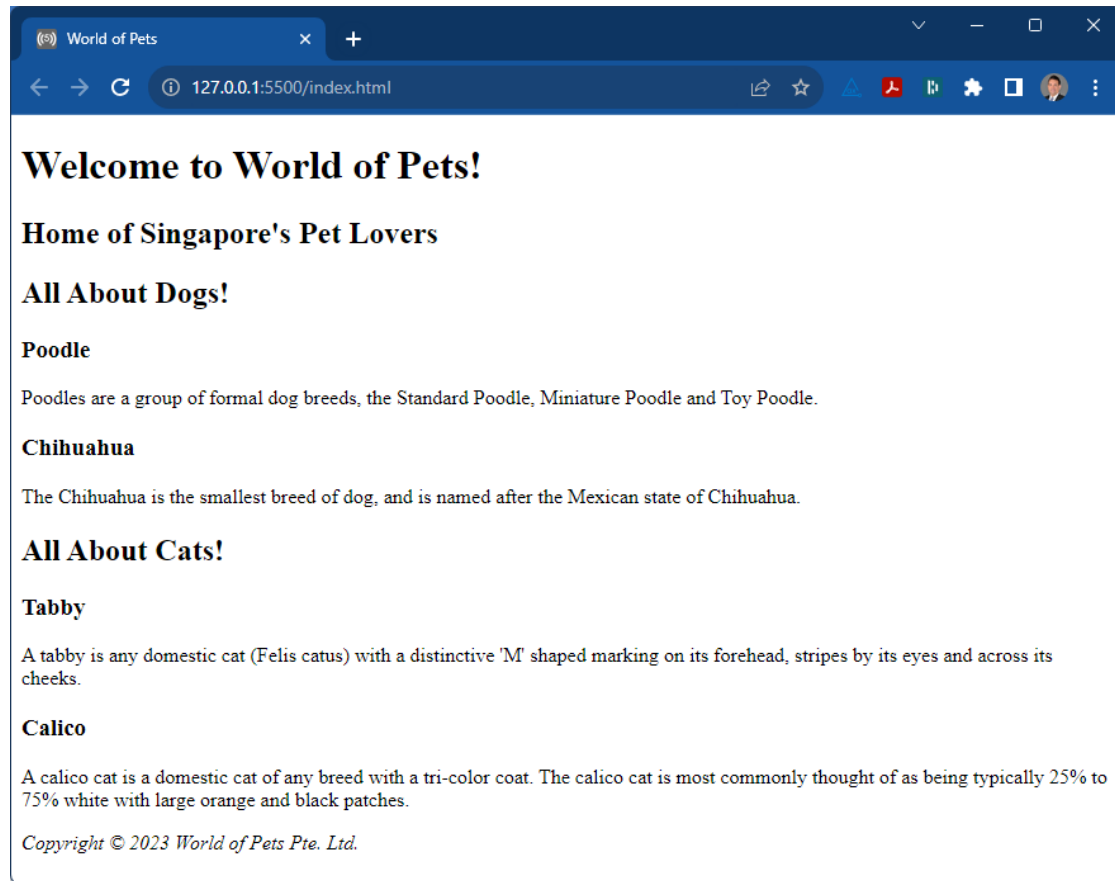 World of Pets
127.0.0.1:5500/index.html
Welcome to World of Pets!
Home of Singapore's Pet Lovers
All About Dogs!
Poodle
Poodles are a group of formal dog breeds, the Standard Poodle, Miniature Poodle and Toy Poodle.
Chihuahua
The Chihuahua is the smallest breed of dog, and is named after the Mexican state of Chihuahua.
All About Cats!
Tabby
A tabby is any domestic cat (Felis catus) with a distinctive 'M' shaped marking on its forehead, stripes by its eyes and across its
cheeks.
Calico
A calico cat is a domestic cat of any breed with a tri-color coat. The calico cat is most commonly thought of as being typically 25% to
75% white with large orange and black patches.
Copyright © 2023 World of Pets Pte. Ltd.